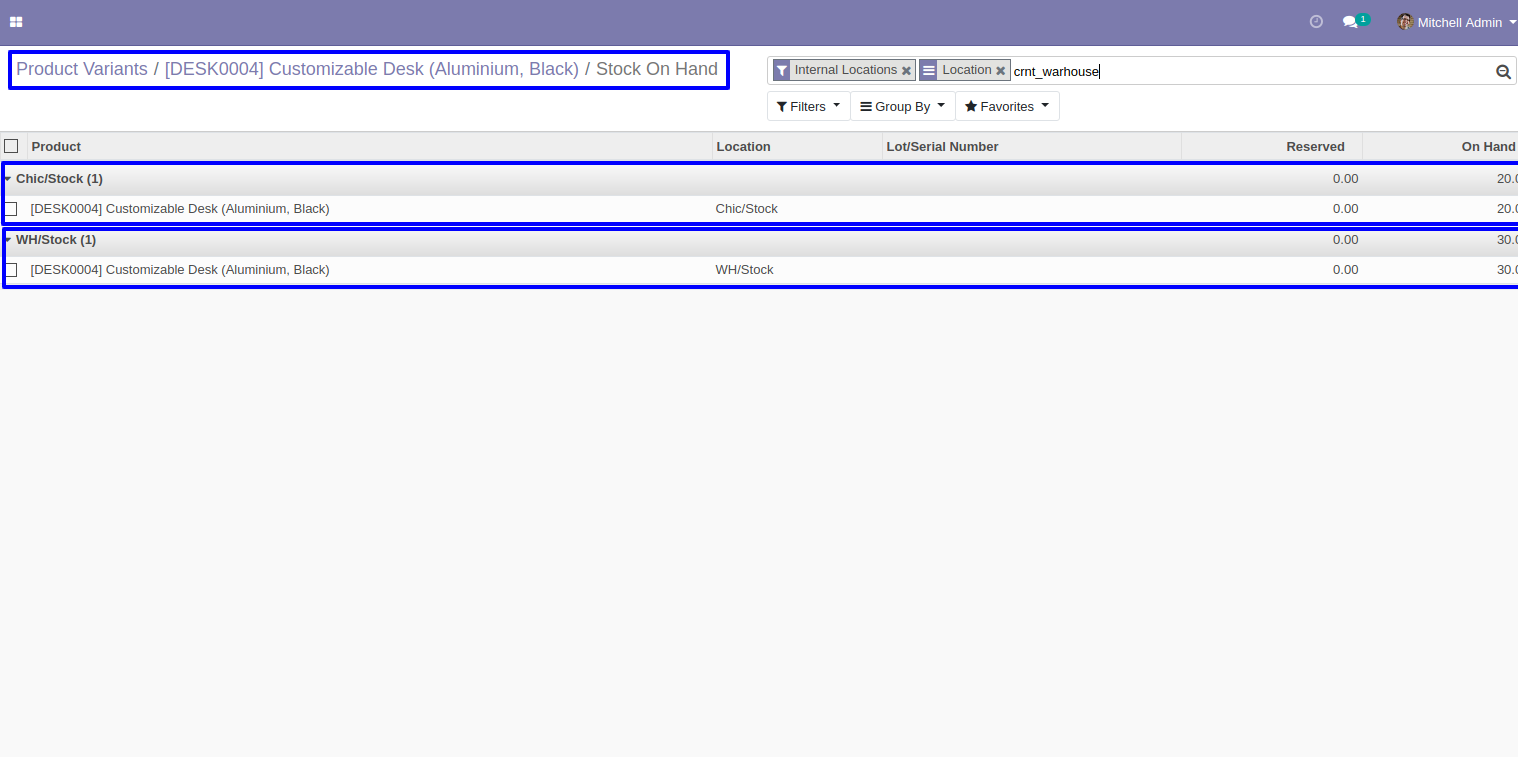 1 Mitchell Admin
Product Variants / [DESK0004] Customizable Desk (Aluminium, Black) / Stock On Hand
Internal Locations Location crnt_warhouse
Filters Group By Favorites
Product Location Lot/Serial Number Reserved On Hand
Chic/Stock (1) 0.00 20.0
[DESK0004] Customizable Desk (Aluminium, Black) Chic/Stock 0.00 20.0
WH/Stock (1) 0.00 30.0
[DESK0004] Customizable Desk (Aluminium, Black) WH/Stock 0.00 30.0